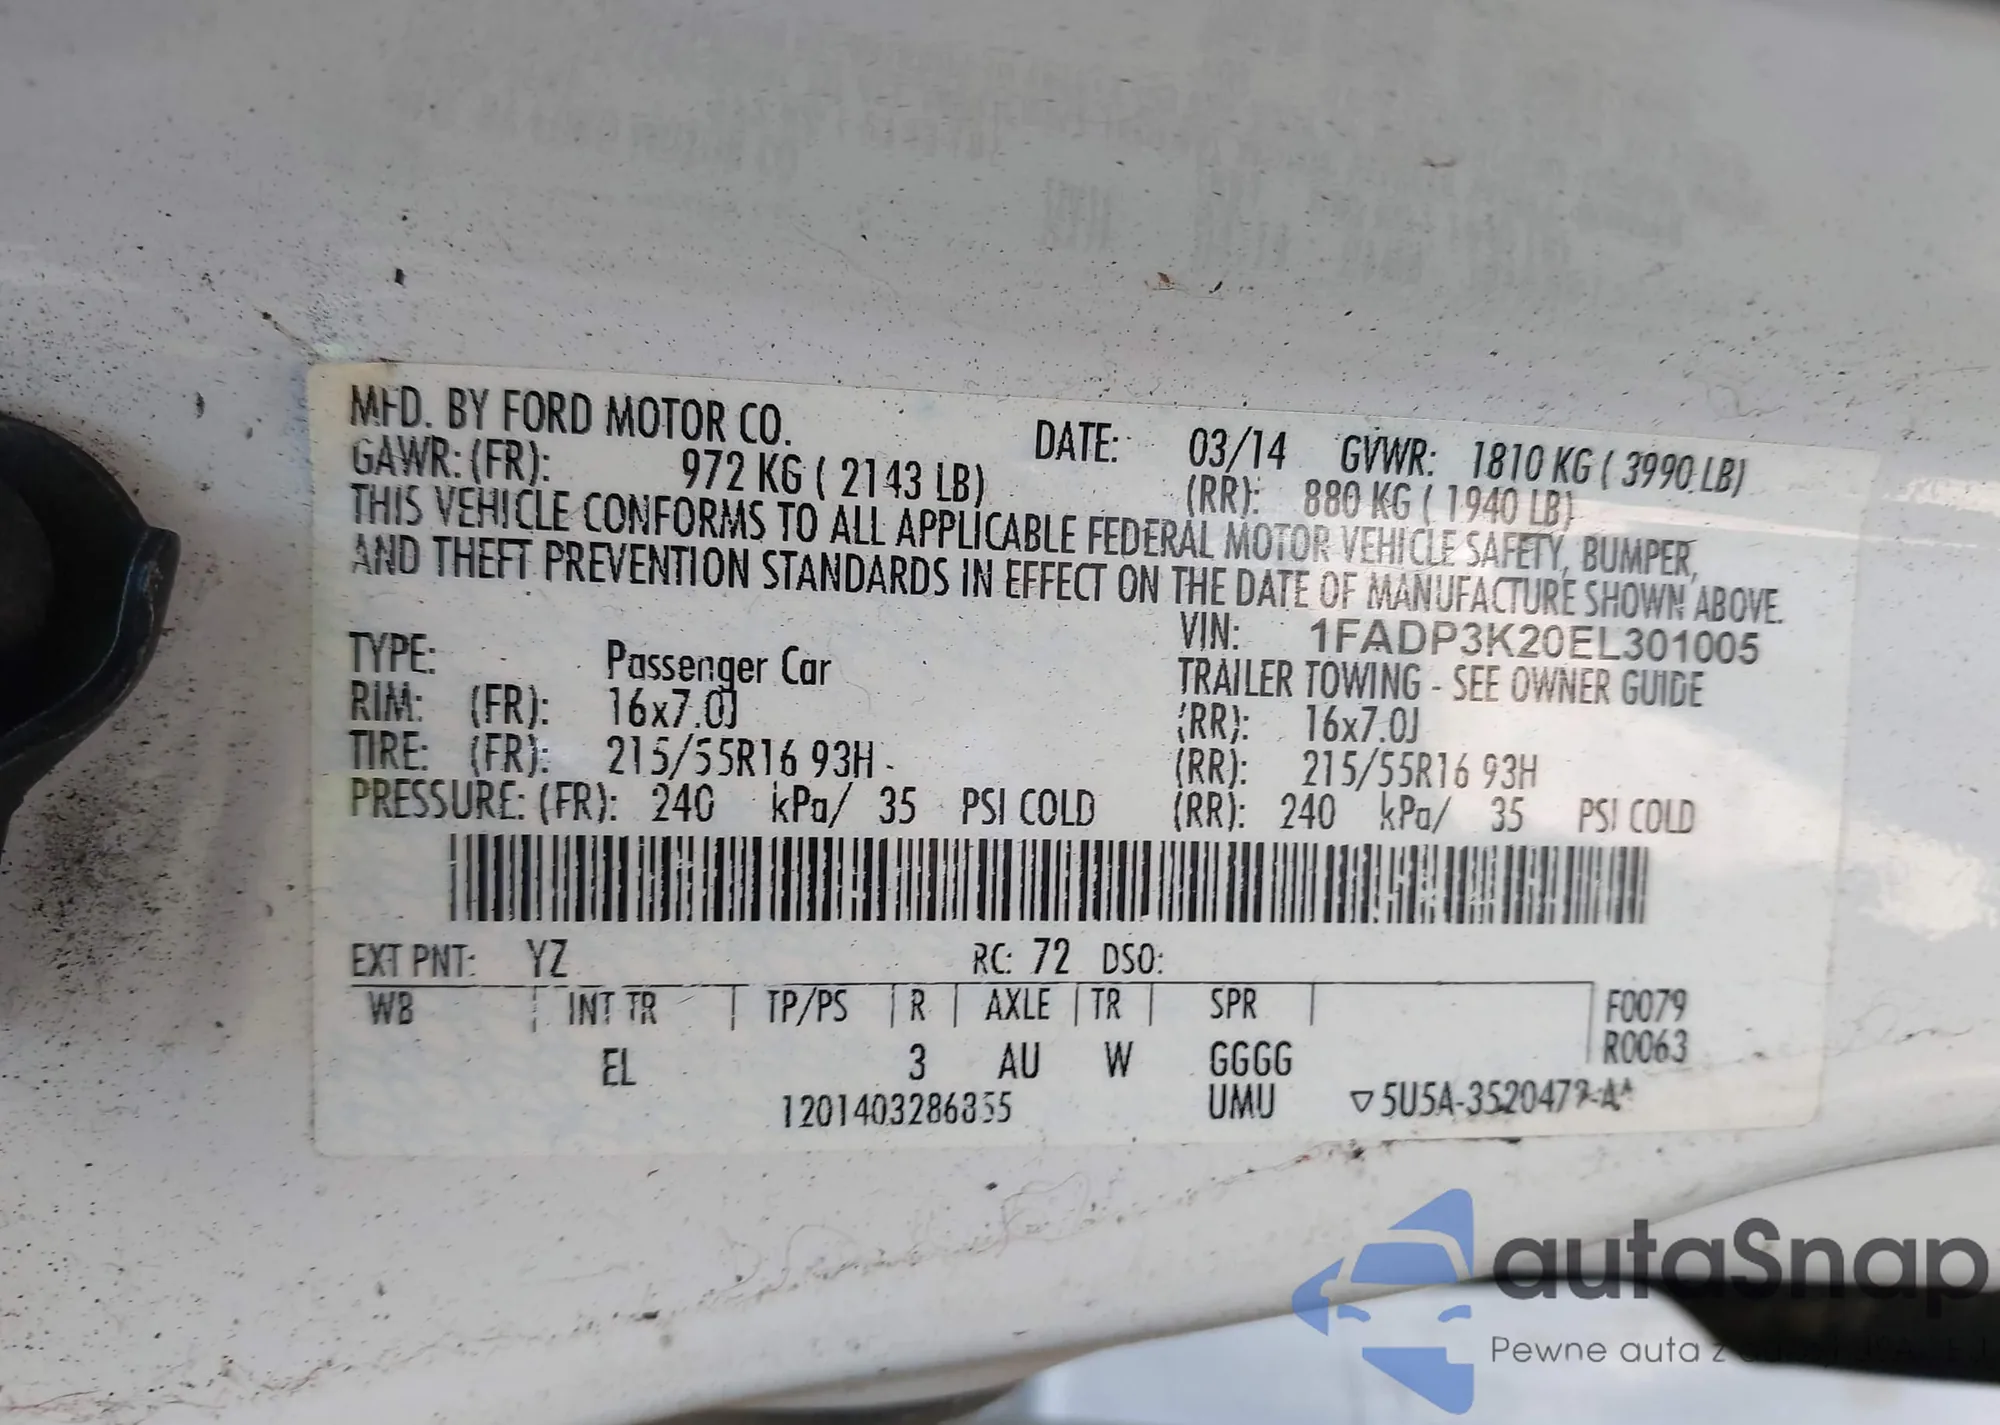 MFD. BY FORD MOTOR CO. DATE: 03/14 GVWR: 1810 KG ( 3990 LB)
GAWR: (FR): 972 KG ( 2143 LB) (RR): 880 KG ( 1940 LB)
THIS VEHICLE CONFORMS TO ALL APPLICABLE FEDERAL MOTOR VEHICLE SAFETY, BUMPER,
AND THEFT PREVENTION STANDARDS IN EFFECT ON THE DATE OF MANUFACTURE SHOWN ABOVE.
VIN: 1FADP3K20EL301005
TYPE: Passenger Car TRAILER TOWING - SEE OWNER GUIDE
RIM: (FR): 16x7.0J (RR): 16x7.0J
TIRE: (FR): 215/55R16 93H (RR): 215/55R16 93H
PRESSURE: (FR): 240 kPa/ 35 PSI COLD (RR): 240 kPa/ 35 PSI COLD
EXT PNT: YZ RC: 72 DSO:
WB INT TR TP/PS R AXLE TR SPR F0079
R0063
EL 3 AU W GGGG
UMU
autaSnap
Pewne auta z